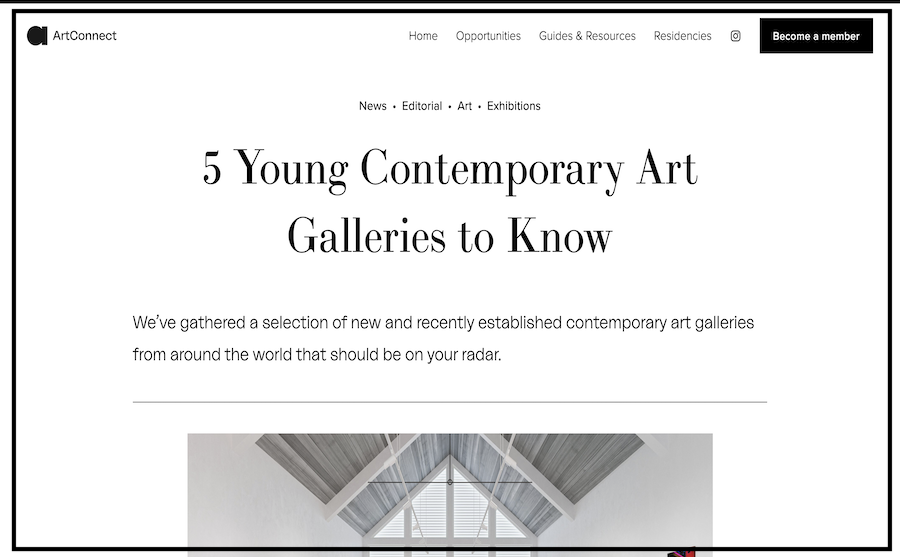 ArtConnect
Home Opportunities Guides & Resources Residencies Become a member
News • Editorial • Art • Exhibitions
5 Young Contemporary Art
Galleries to Know
We’ve gathered a selection of new and recently established contemporary art galleries
from around the world that should be on your radar.